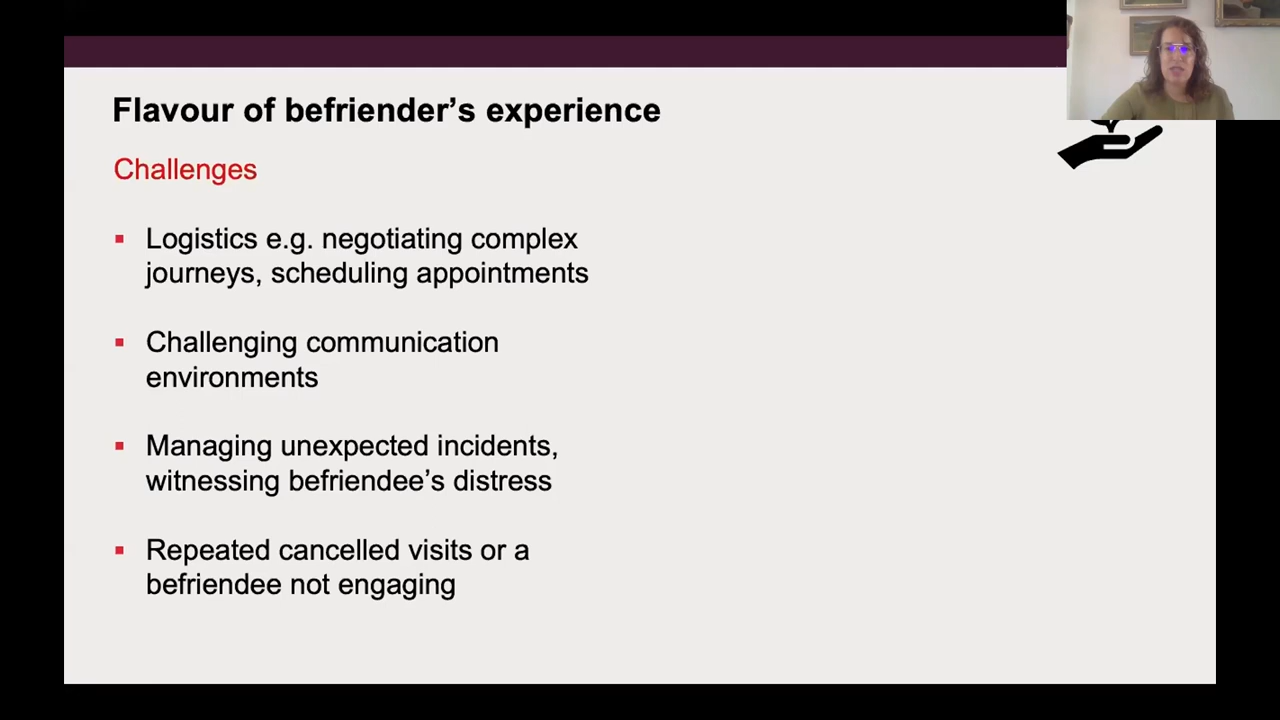 Flavour of befriender’s experience
Challenges
▪ Logistics e.g. negotiating complex
journeys, scheduling appointments
▪ Challenging communication
environments
▪ Managing unexpected incidents,
witnessing befriendee’s distress
▪ Repeated cancelled visits or a
befriendee not engaging